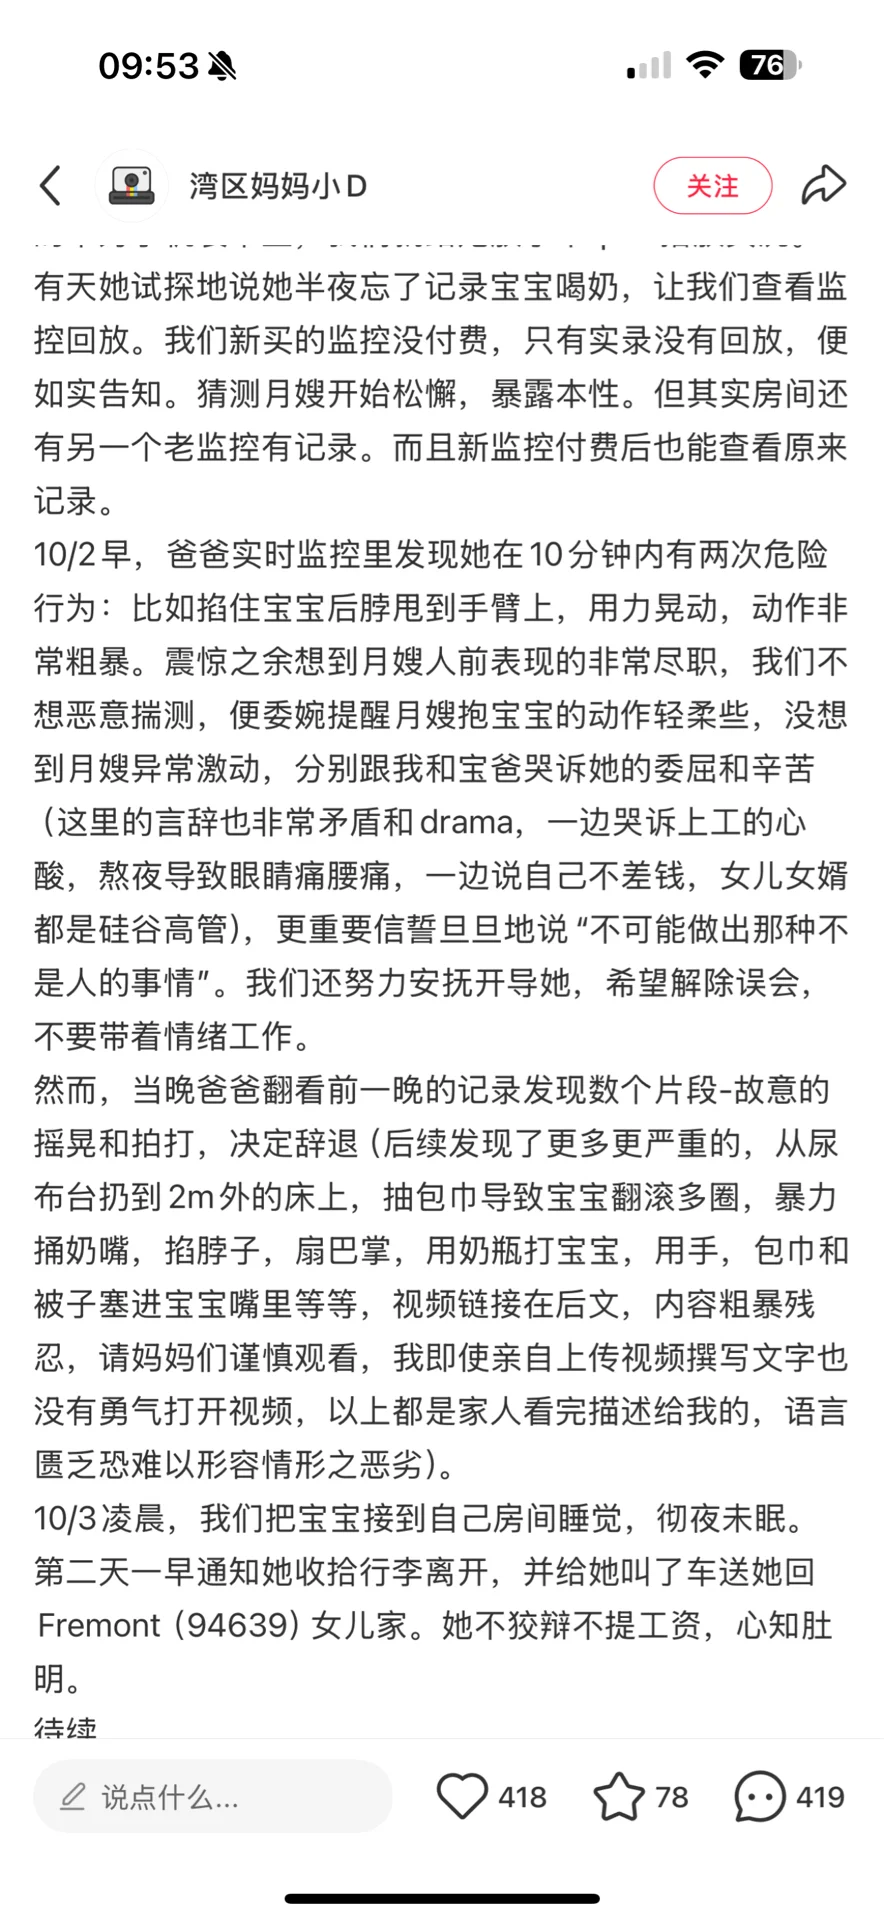 09:53
76
湾区妈妈小D
关注
有天她试探地说她半夜忘了记录宝宝喝奶，让我们查看监
控回放。我们新买的监控没付费，只有实录没有回放，便
如实告知。猜测月嫂开始松懈，暴露本性。但其实房间还
有另一个老监控有记录。而且新监控付费后也能查看原来
记录。
10/2早，爸爸实时监控里发现她在10分钟内有两次危险
行为：比如掐住宝宝后脖甩到手臂上，用力晃动，动作非
常粗暴。震惊之余想到月嫂人前表现的非常尽职，我们不
想恶意揣测，便委婉提醒月嫂抱宝宝的动作轻柔些，没想
到月嫂异常激动，分别跟我和宝爸哭诉她的委屈和辛苦
（这里的言辞也非常矛盾和drama，一边哭诉上工的心
酸，熬夜导致眼睛痛腰痛，一边说自己不差钱，女儿女婿
都是硅谷高管），更重要信誓旦旦地说“不可能做出那种不
是人的事情”。我们还努力安抚开导她，希望解除误会，
不要带着情绪工作。
然而，当晚爸爸翻看前一晚的记录发现数个片段-故意的
摇晃和拍打，决定辞退（后续发现了更多更严重的，从尿
布台扔到2m外的床上，抽包巾导致宝宝翻滚多圈，暴力
捅奶嘴，掐脖子，扇巴掌，用奶瓶打宝宝，用手，包巾和
被子塞进宝宝嘴里等等，视频链接在后文，内容粗暴残
忍，请妈妈们谨慎观看，我即使亲自上传视频撰写文字也
没有勇气打开视频，以上都是家人看完描述给我的，语言
匮乏恐难以形容情形之恶劣）。
10/3凌晨，我们把宝宝接到自己房间睡觉，彻夜未眠。
第二天一早通知她收拾行李离开，并给她叫了车送她回
Fremont（94639）女儿家。她不狡辩不提工资，心知肚
明。
待续
说点什么...
418
78
419